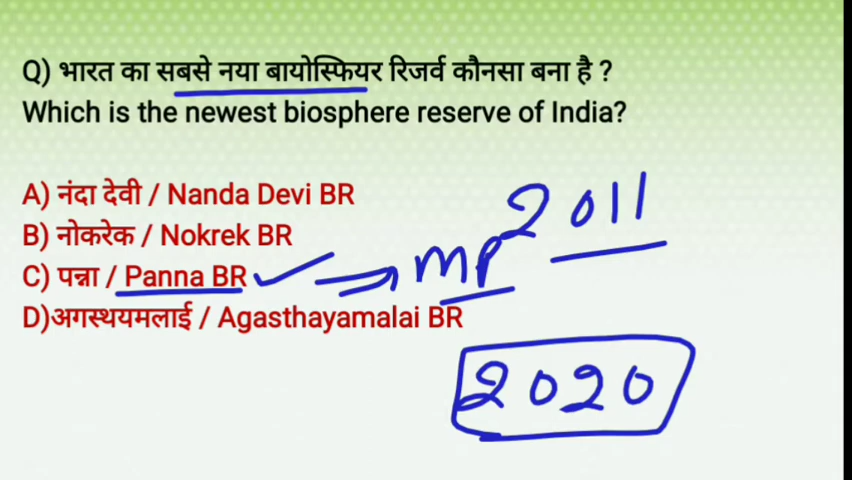 Q) भारत का सबसे नया बायोस्फियर रिजर्व कौनसा बना है ?
Which is the newest biosphere reserve of India?
A) नंदा देवी / Nanda Devi BR
B) नोकरेक / Nokrek BR
C) पन्ना / Panna BR
D)अगस्थयमलाई / Agasthayamalai BR
2011
MP
2020